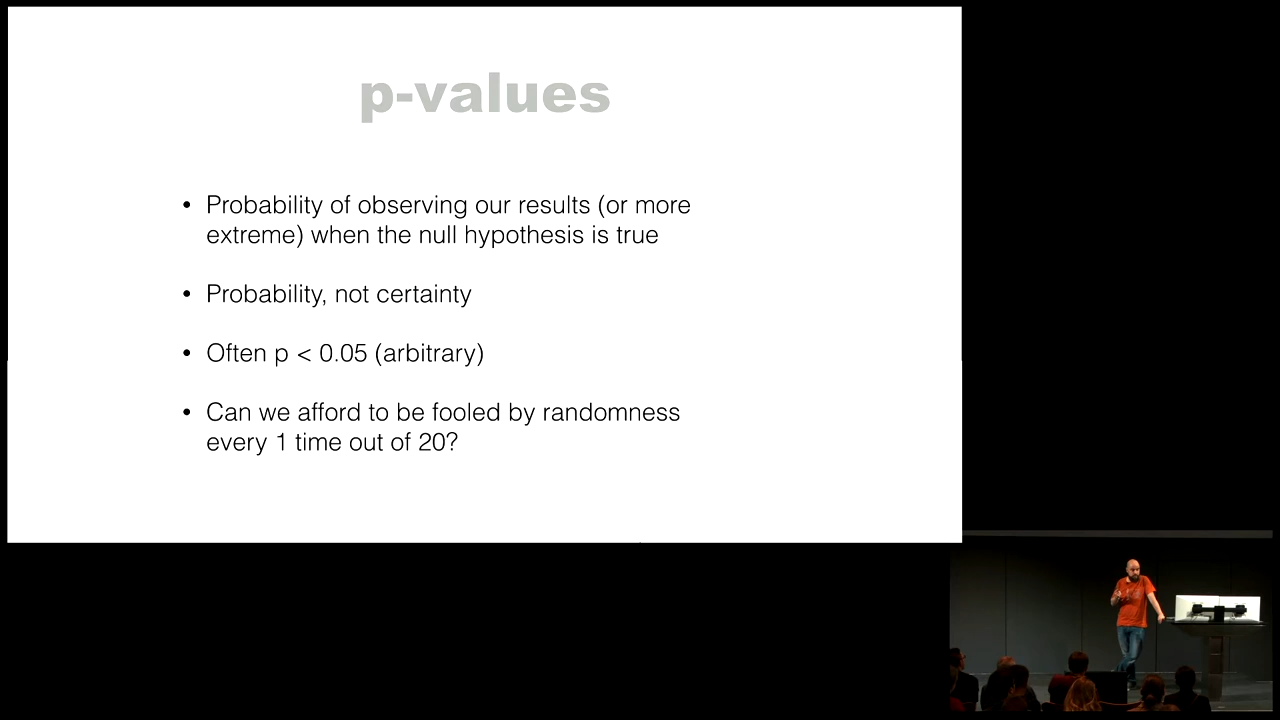 p-values
• Probability of observing our results (or more
extreme) when the null hypothesis is true
• Probability, not certainty
• Often p < 0.05 (arbitrary)
• Can we afford to be fooled by randomness
every 1 time out of 20?